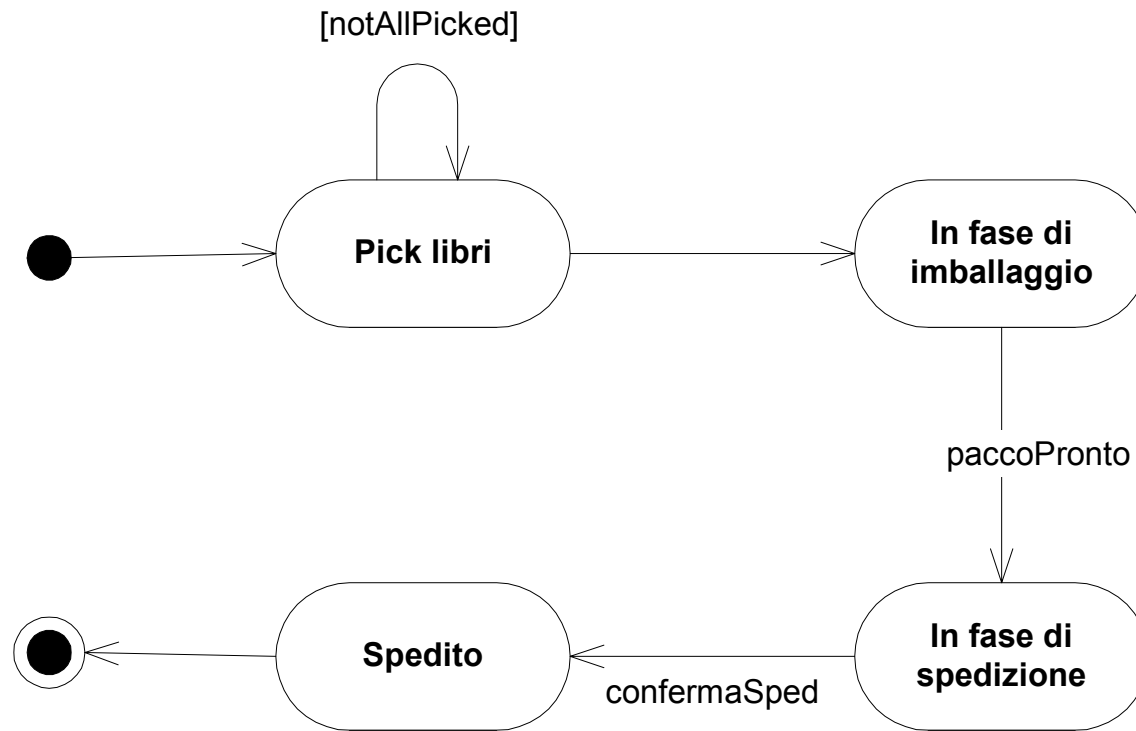 [notAllPicked]
Pick libri
In fase di
imballaggio
paccoPronto
Spedito
In fase di
spedizione
confermaSped